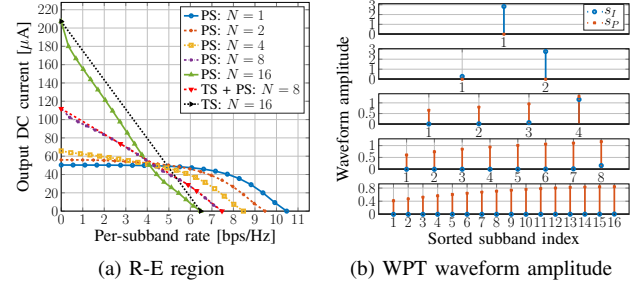 Output DC current [μA]
220
200
180
160
140
120
100
80
60
40
20
0
0 1 2 3 4 5 6 7 8 9 10 11
Per-subband rate [bps/Hz]
PS: N = 1
PS: N = 2
PS: N = 4
PS: N = 8
PS: N = 16
TS + PS: N = 8
TS: N = 16
(a) R-E region
Waveform amplitude
3
2
1
0
1
s_I
s_P
3
2
1
0
1 2
1
0.5
0
1 2 3 4
1
0.5
0
1 2 3 4 5 6 7 8
0.8
0.4
0
1 2 3 4 5 6 7 8 9 10 11 12 13 14 15 16
Sorted subband index
(b) WPT waveform amplitude